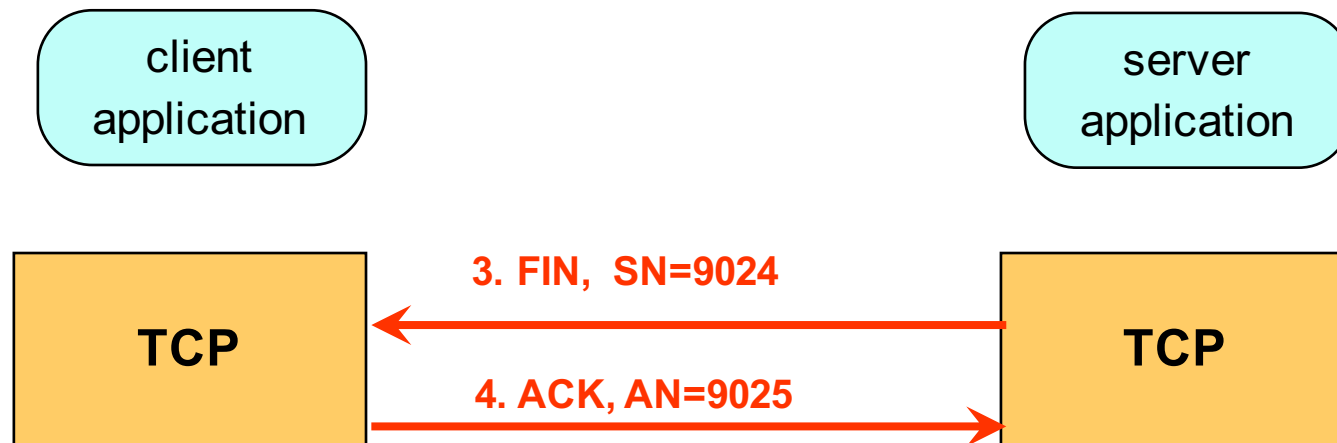 client
application
server
application
3. FIN, SN=9024
TCP
TCP
4. ACK, AN=9025